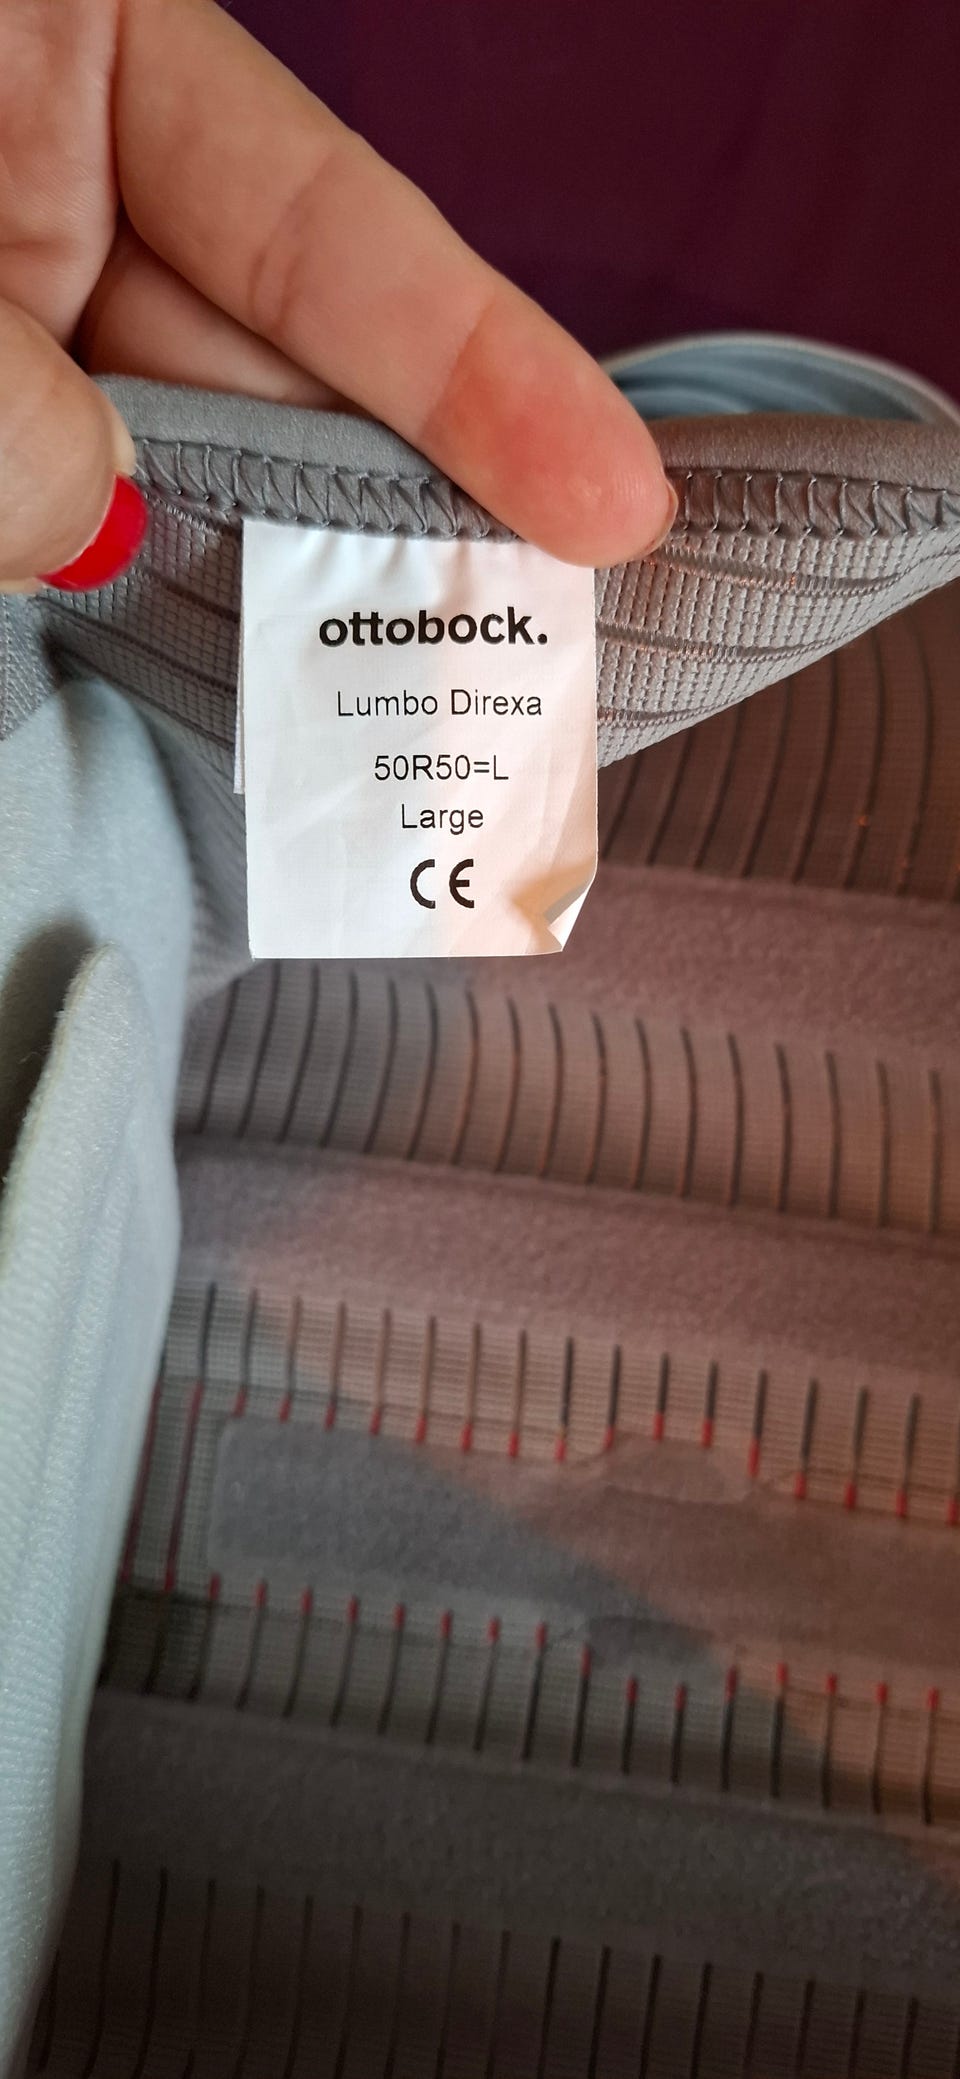 ottobock.
Lumbo Direxa
50R50=L
Large
CE